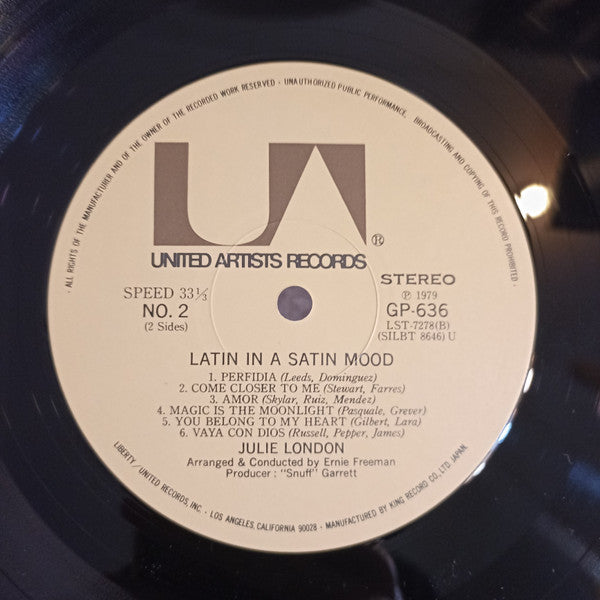 · ALL RIGHTS OF THE MANUFACTURER AND OF THE OWNER OF THE RECORDED WORK RESERVED · UNAUTHORIZED PUBLIC PERFORMANCE, BROADCASTING AND COPYING OF THIS RECORD PROHIBITED ·
UA®
UNITED ARTISTS RECORDS
SPEED 33⅓
NO. 2
(2 Sides)
STEREO
Ⓟ 1979
GP-636
LST-7278(B)
(SILBT 8646) U
LATIN IN A SATIN MOOD
1. PERFIDIA (Leeds, Dominguez)
2. COME CLOSER TO ME (Stewart, Farres)
3. AMOR (Skylar, Ruiz, Mendez)
4. MAGIC IS THE MOONLIGHT (Pasquale, Grever)
5. YOU BELONG TO MY HEART (Gilbert, Lara)
6. VAYA CON DIOS (Russell, Pepper, James)
JULIE LONDON
Arranged & Conducted by Ernie Freeman
Producer : "Snuff" Garrett
LIBERTY / UNITED RECORDS, INC. · LOS ANGELES, CALIFORNIA 90028 · MANUFACTURED BY KING RECORD CO., LTD. JAPAN.